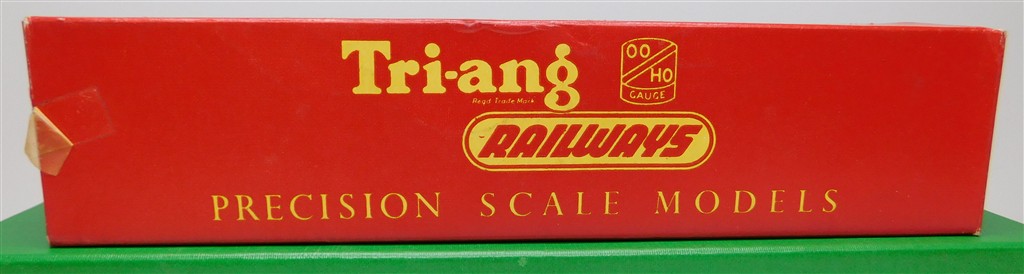 Tri-ang
Regd. Trade Mark
OO
HO
GAUGE
RAILWAYS
PRECISION SCALE MODELS